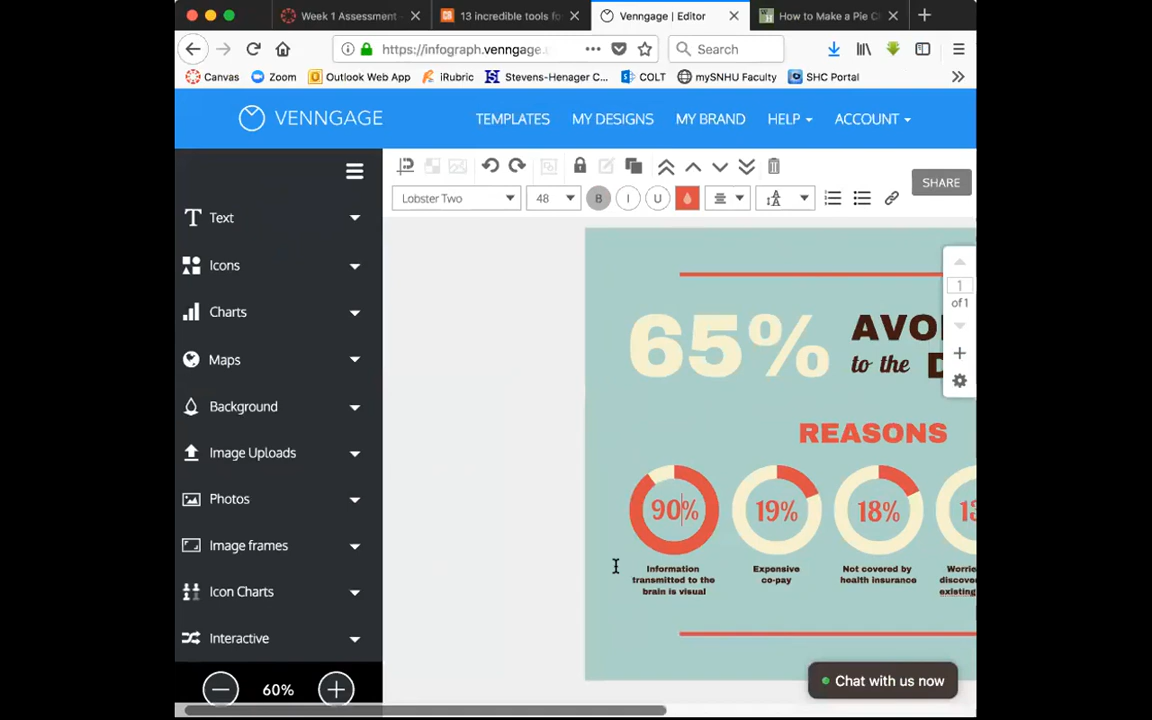 Week 1 Assessment
13 incredible tools fo
Venngage | Editor
How to Make a Pie C
https://infograph.venngage.
Search
Canvas
Zoom
Outlook Web App
iRubric
Stevens-Henager C...
COLT
mySNHU Faculty
SHC Portal
VENNGAGE
TEMPLATES
MY DESIGNS
MY BRAND
HELP
ACCOUNT
SHARE
Lobster Two
48
B
I
U
Text
Icons
Charts
Maps
Background
Image Uploads
Photos
Image frames
Icon Charts
Interactive
60%
1
of 1
65%
AVO
to the
D
REASONS
90%
19%
18%
13
Information
transmitted to the
brain is visual
Expensive
co-pay
Not covered by
health insurance
Worrie
discove
existing
Chat with us now